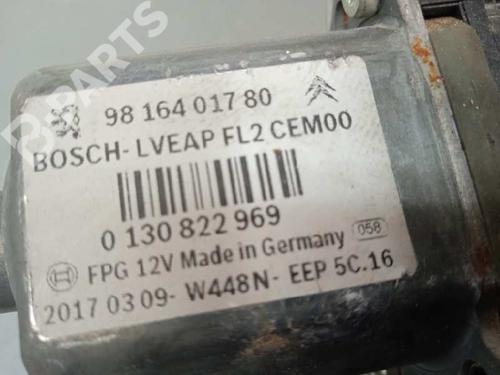 B-PARTS
98 164 017 80
BOSCH- LVEAP FL2 CEM00
0 130 822 969
058
FPG 12V Made in Germany
2017 03 09- W448N- EEP 5C.16